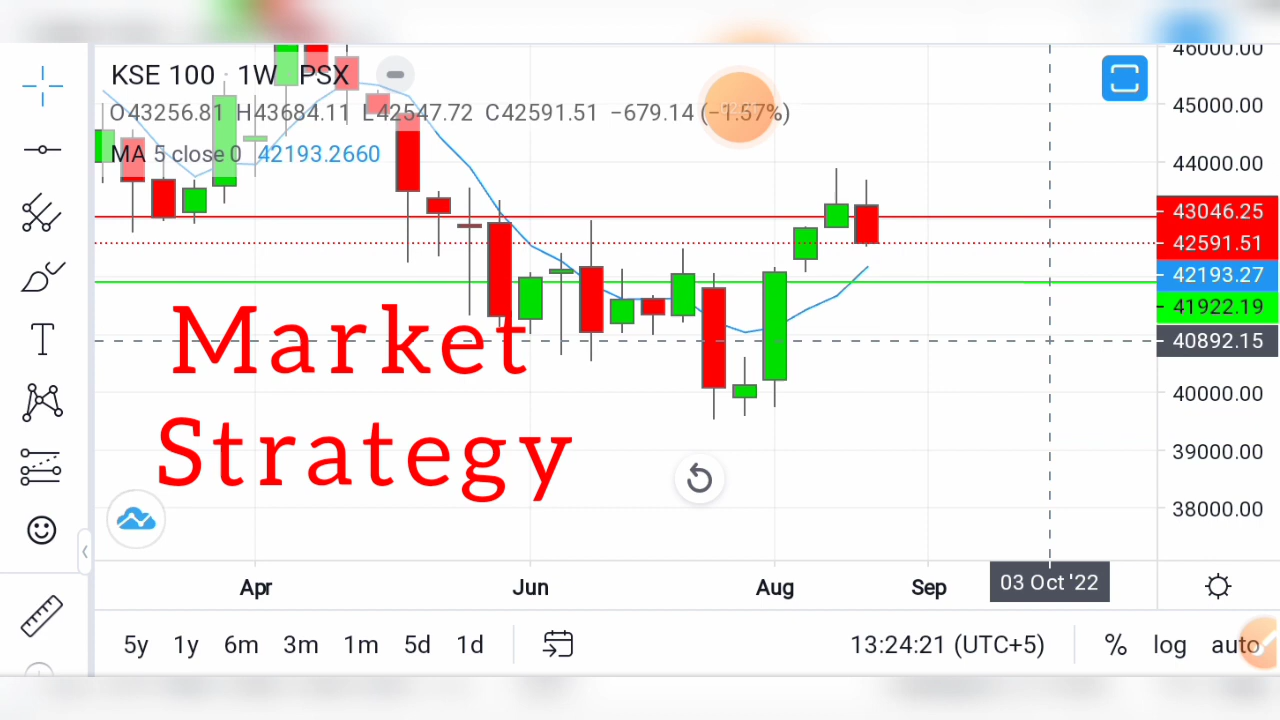 46000.00
KSE 100 · 1W PSX
O43256.81 H43684.11 L42547.72 C42591.51 −679.14 (−1.57%)
45000.00
MA 5 close 0 42193.2660
44000.00
43046.25
42591.51
42193.27
41922.19
40892.15
Market
Strategy
40000.00
39000.00
38000.00
Apr Jun Aug Sep 03 Oct '22
5y 1y 6m 3m 1m 5d 1d 13:24:21 (UTC+5) % log auto